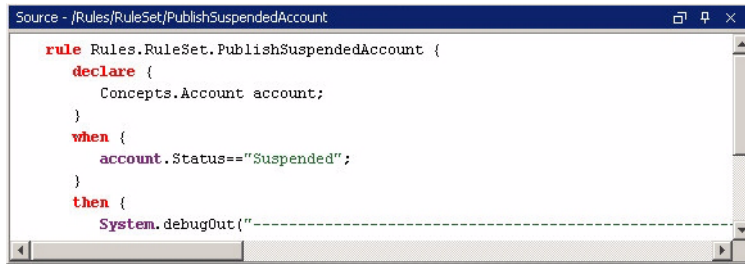 Source - /Rules/RuleSet/PublishSuspendedAccount
rule Rules.RuleSet.PublishSuspendedAccount {
declare {
Concepts.Account account;
}
when {
account.Status=="Suspended";
}
then {
System.debugOut("------------------------------------------------------------